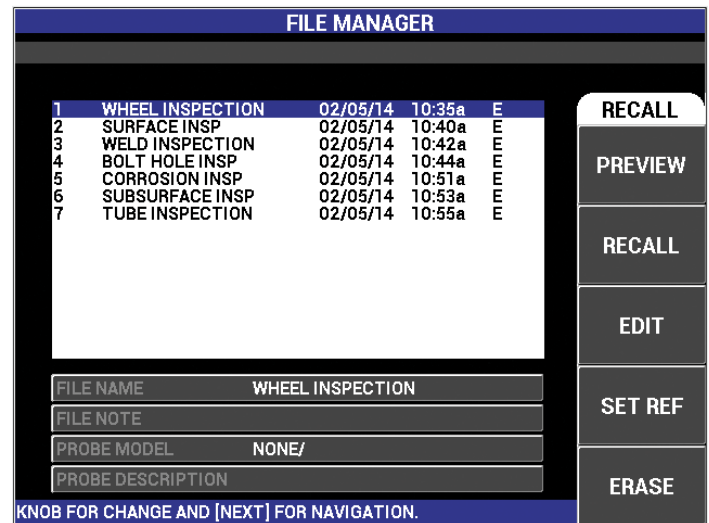 FILE MANAGER
1 WHEEL INSPECTION 02/05/14 10:35a E
2 SURFACE INSP 02/05/14 10:40a E
3 WELD INSPECTION 02/05/14 10:42a E
4 BOLT HOLE INSP 02/05/14 10:44a E
5 CORROSION INSP 02/05/14 10:51a E
6 SUBSURFACE INSP 02/05/14 10:53a E
7 TUBE INSPECTION 02/05/14 10:55a E
FILE NAME WHEEL INSPECTION
FILE NOTE
PROBE MODEL NONE/
PROBE DESCRIPTION
KNOB FOR CHANGE AND [NEXT] FOR NAVIGATION.
RECALL
PREVIEW
RECALL
EDIT
SET REF
ERASE